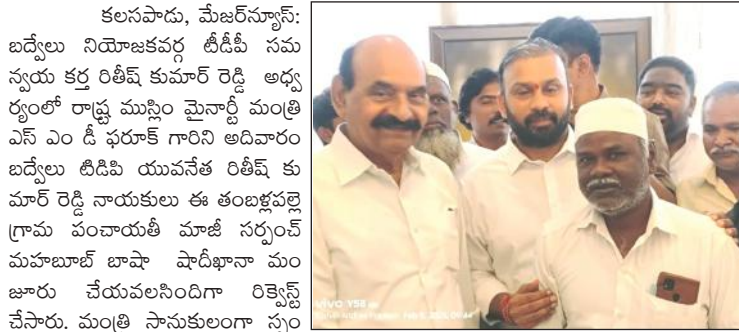 కలసపాడు, మేజర్‌న్యూస్:
బద్వేలు నియోజకవర్గ టీడీపీ సమ
న్వయ కర్త రితీష్ కుమార్ రెడ్డి అధ్వ
ర్యంలో రాష్ట్ర ముస్లిం మైనార్టీ మంత్రి
ఎస్ ఎం డీ ఫరూక్ గారిని అదివారం
బద్వేలు టిడిపి యువనేత రితీష్ కు
మార్ రెడ్డి నాయకులు ఈ తంబళ్లపల్లె
గ్రామ పంచాయతీ మాజీ సర్పంచ్
మహబూబ్ బాషా షాదీఖానా మం
జూరు చేయవలసిందిగా రిక్వెస్ట్
చేసారు. మంత్రి సానుకులంగా స్పం
vivo Y58